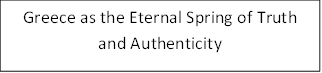 Greece as the Eternal Spring of Truth
and Authenticity